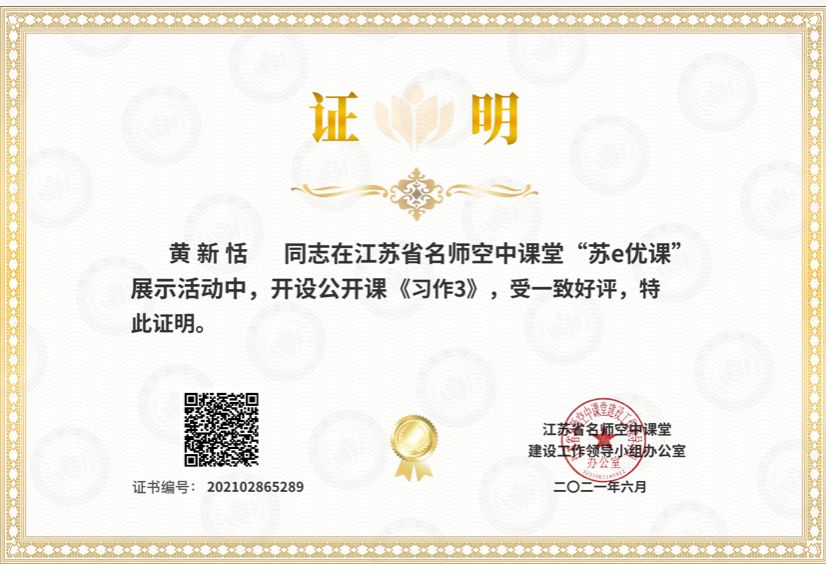 证明
黄新恬 同志在江苏省名师空中课堂“苏e优课”
展示活动中，开设公开课《习作3》，受一致好评，特
此证明。
江苏省名师空中课堂
建设工作领导小组办公室
办公室
证书编号： 202102865289
二〇二一年六月